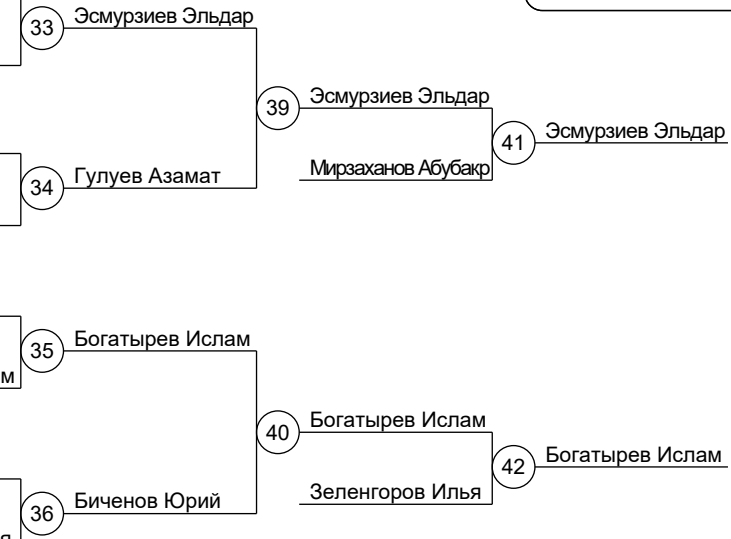 33 Эсмурзиев Эльдар
39 Эсмурзиев Эльдар
41 Эсмурзиев Эльдар
Мирзаханов Абубакр
34 Гулуев Азамат
35 Богатырев Ислам
м
40 Богатырев Ислам
42 Богатырев Ислам
Зеленгоров Илья
36 Биченов Юрий